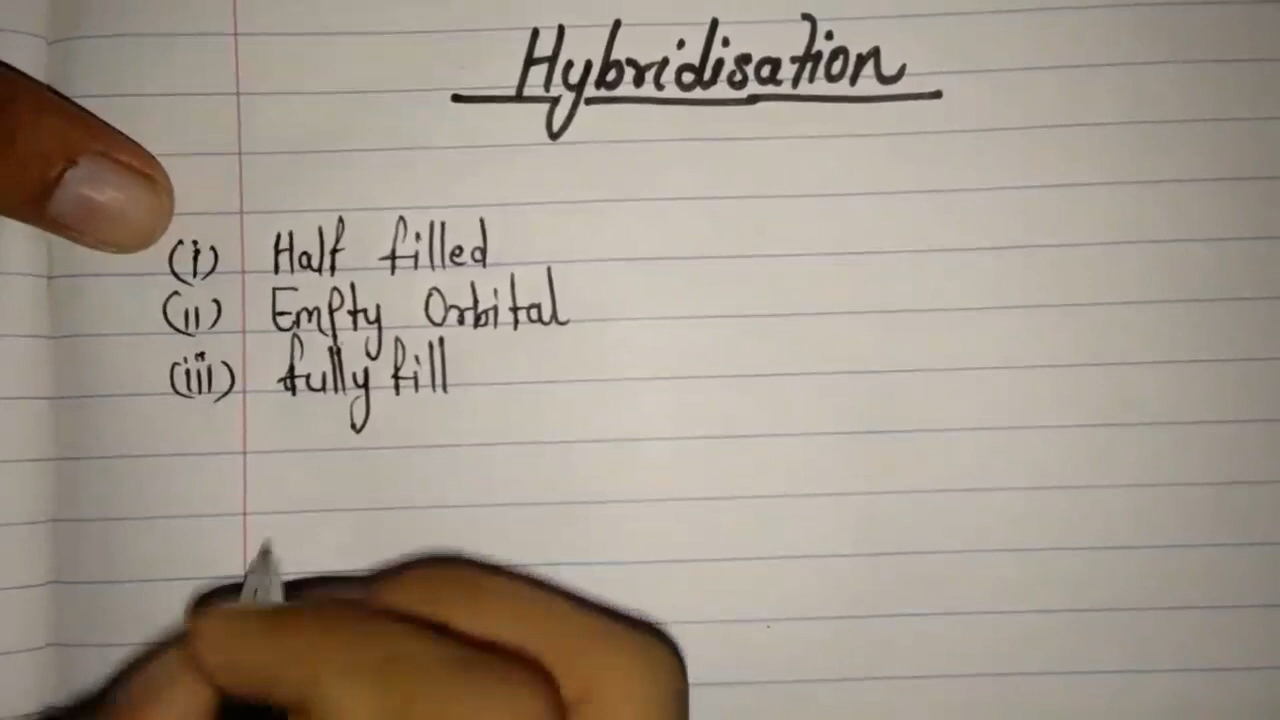 Hybridisation
(i) Half filled
(ii) Empty Orbital
(iii) fully fill